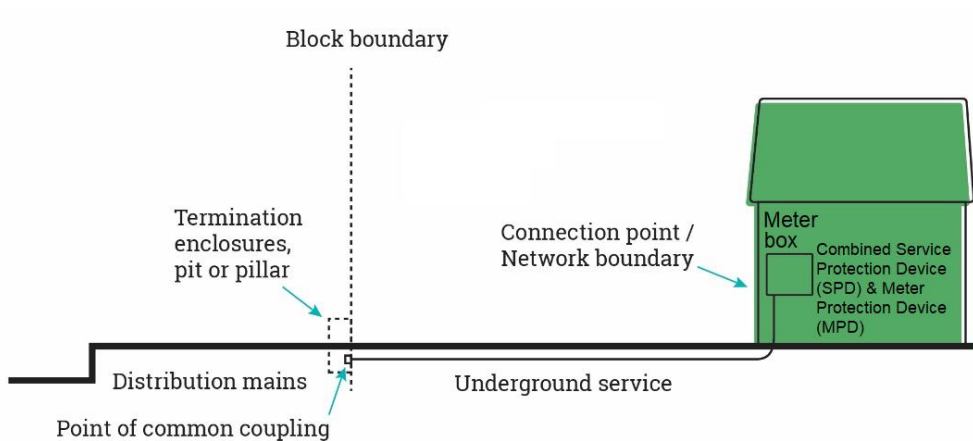 Block boundary
Termination
enclosures,
pit or pillar
Connection point /
Network boundary
Meter
box
Combined Service
Protection Device
(SPD) & Meter
Protection Device
(MPD)
Distribution mains
Underground service
Point of common coupling